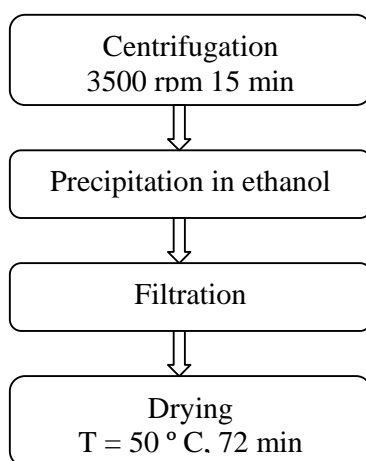 Centrifugation
3500 rpm 15 min
Precipitation in ethanol
Filtration
Drying
T = 50 º C, 72 min